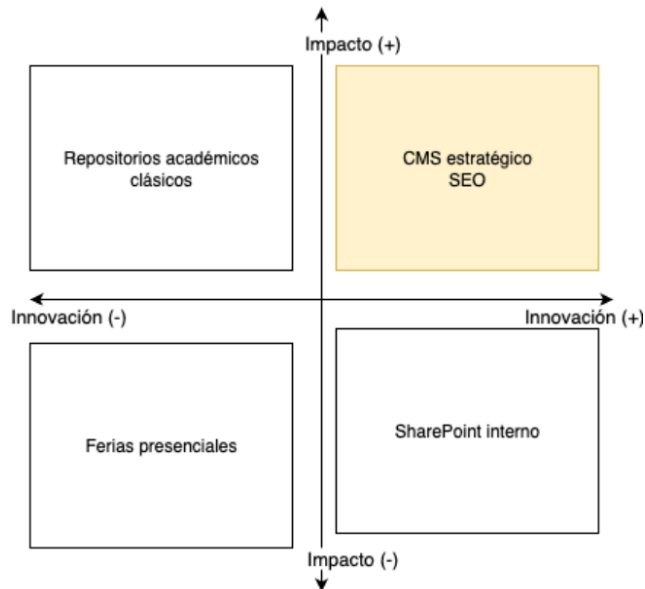 Impacto (+)
Repositorios académicos
clásicos
CMS estratégico
SEO
Innovación (-)
Innovación (+)
Ferias presenciales
SharePoint interno
Impacto (-)